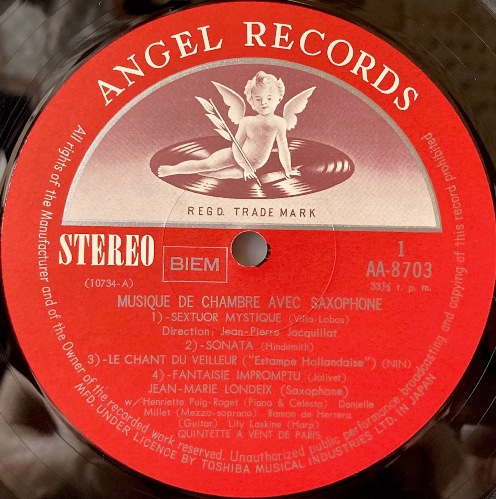 ANGEL RECORDS
REGD. TRADE MARK
STEREO
BIEM
1
AA-8703
(10734-A)
33⅓ r. p. m.
MUSIQUE DE CHAMBRE AVEC SAXOPHONE
1)-SEXTUOR MYSTIQUE (Villa-Lobos)
Direction: Jean-Pierre Jacquillat
2)-SONATA (Hindemith)
3)-LE CHANT DU VEILLEUR ("Estampe Hollandaise") (NIN)
4)-FANTAISIE IMPROMPTU (Jolivet)
JEAN-MARIE LONDEIX (Saxophone)
w/Henriette Puig-Roget (Piano & Celesta) Danielle
Millet (Mezzo-soprano) Ramon de Herrera
(Guitar) Lily Laskine (Harp)
QUINTETTE A VENT DE PARIS
All rights of the Manufacturer and of the Owner of the recorded work reserved. Unauthorized public performance, broadcasting and copying of this record prohibited
MFD. UNDER LICENCE BY TOSHIBA MUSICAL INDUSTRIES LTD. IN JAPAN